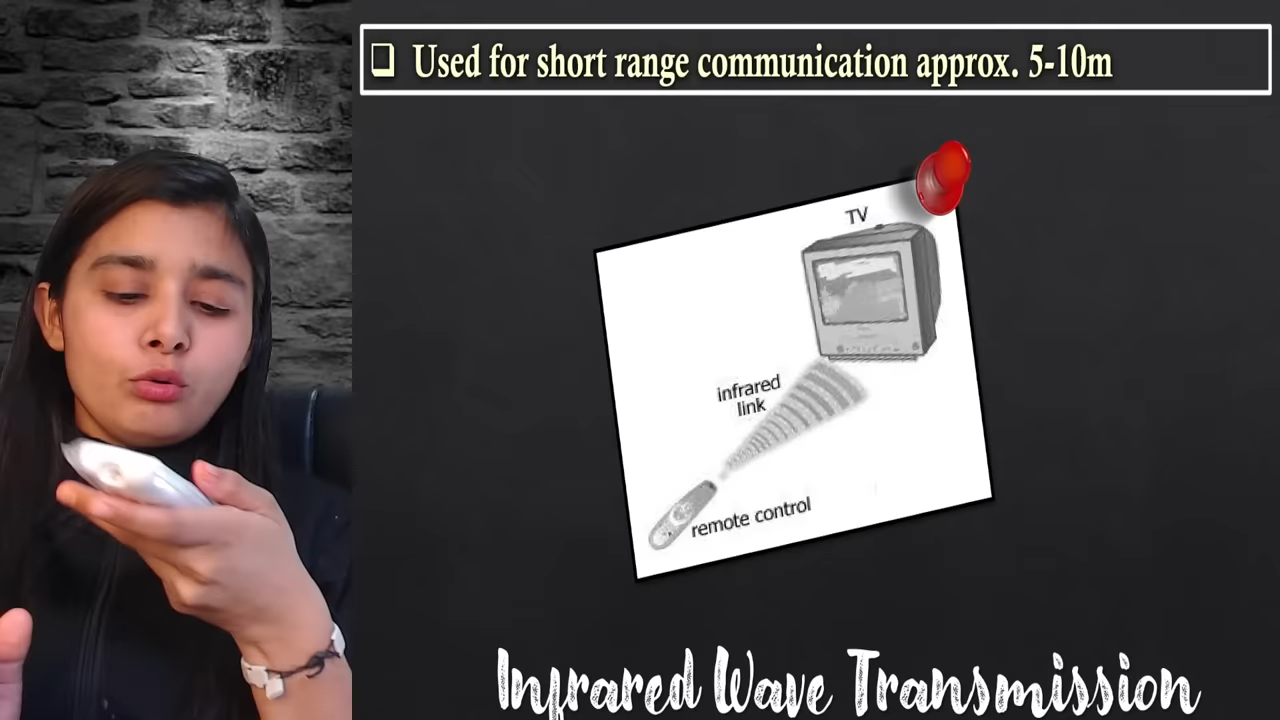 ❑ Used for short range communication approx. 5-10m
TV
infrared
link
remote control
Infrared Wave Transmission